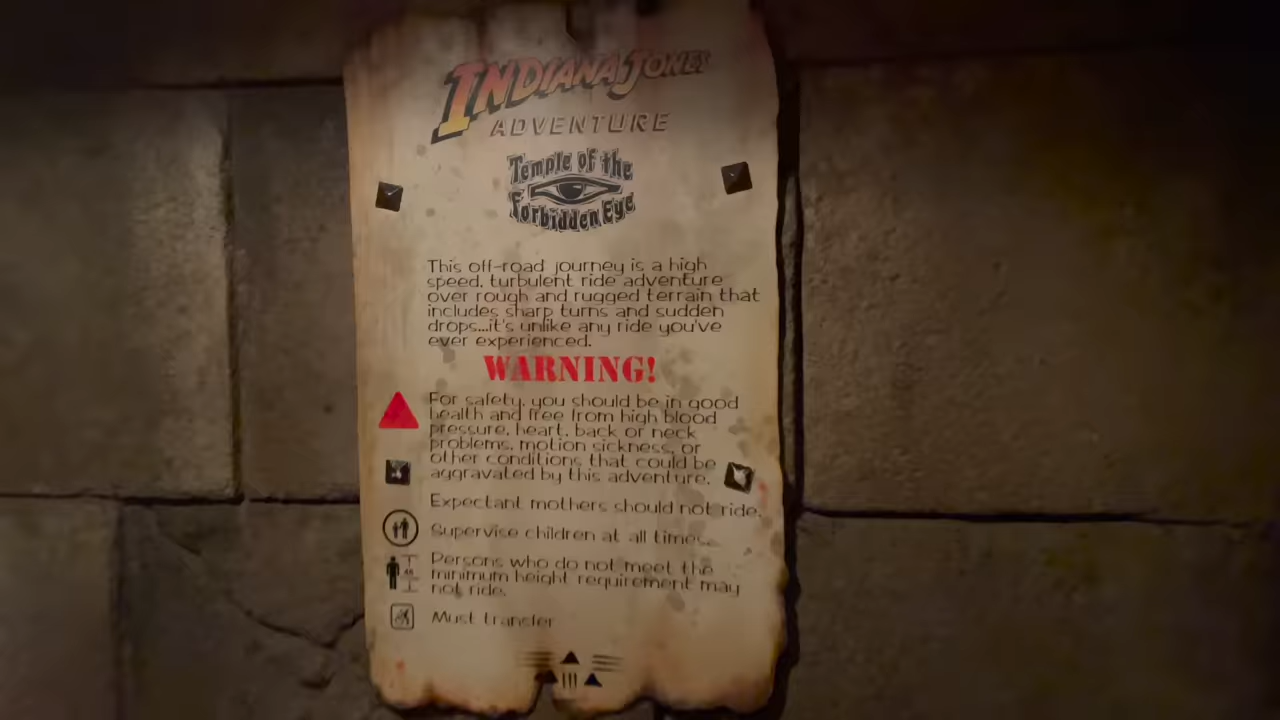 INDIANA JONES
ADVENTURE
Temple of the
Forbidden Eye
This off-road journey is a high
speed, turbulent ride adventure
over rough and rugged terrain that
includes sharp turns and sudden
drops...it's unlike any ride you've
ever experienced.
WARNING!
For safety, you should be in good
health and free from high blood
pressure, heart, back or neck
problems, motion sickness, or
other conditions that could be
aggravated by this adventure.
Expectant mothers should not ride.
Supervise children at all times.
Persons who do not meet the
minimum height requirement may
not ride.
Must transfer